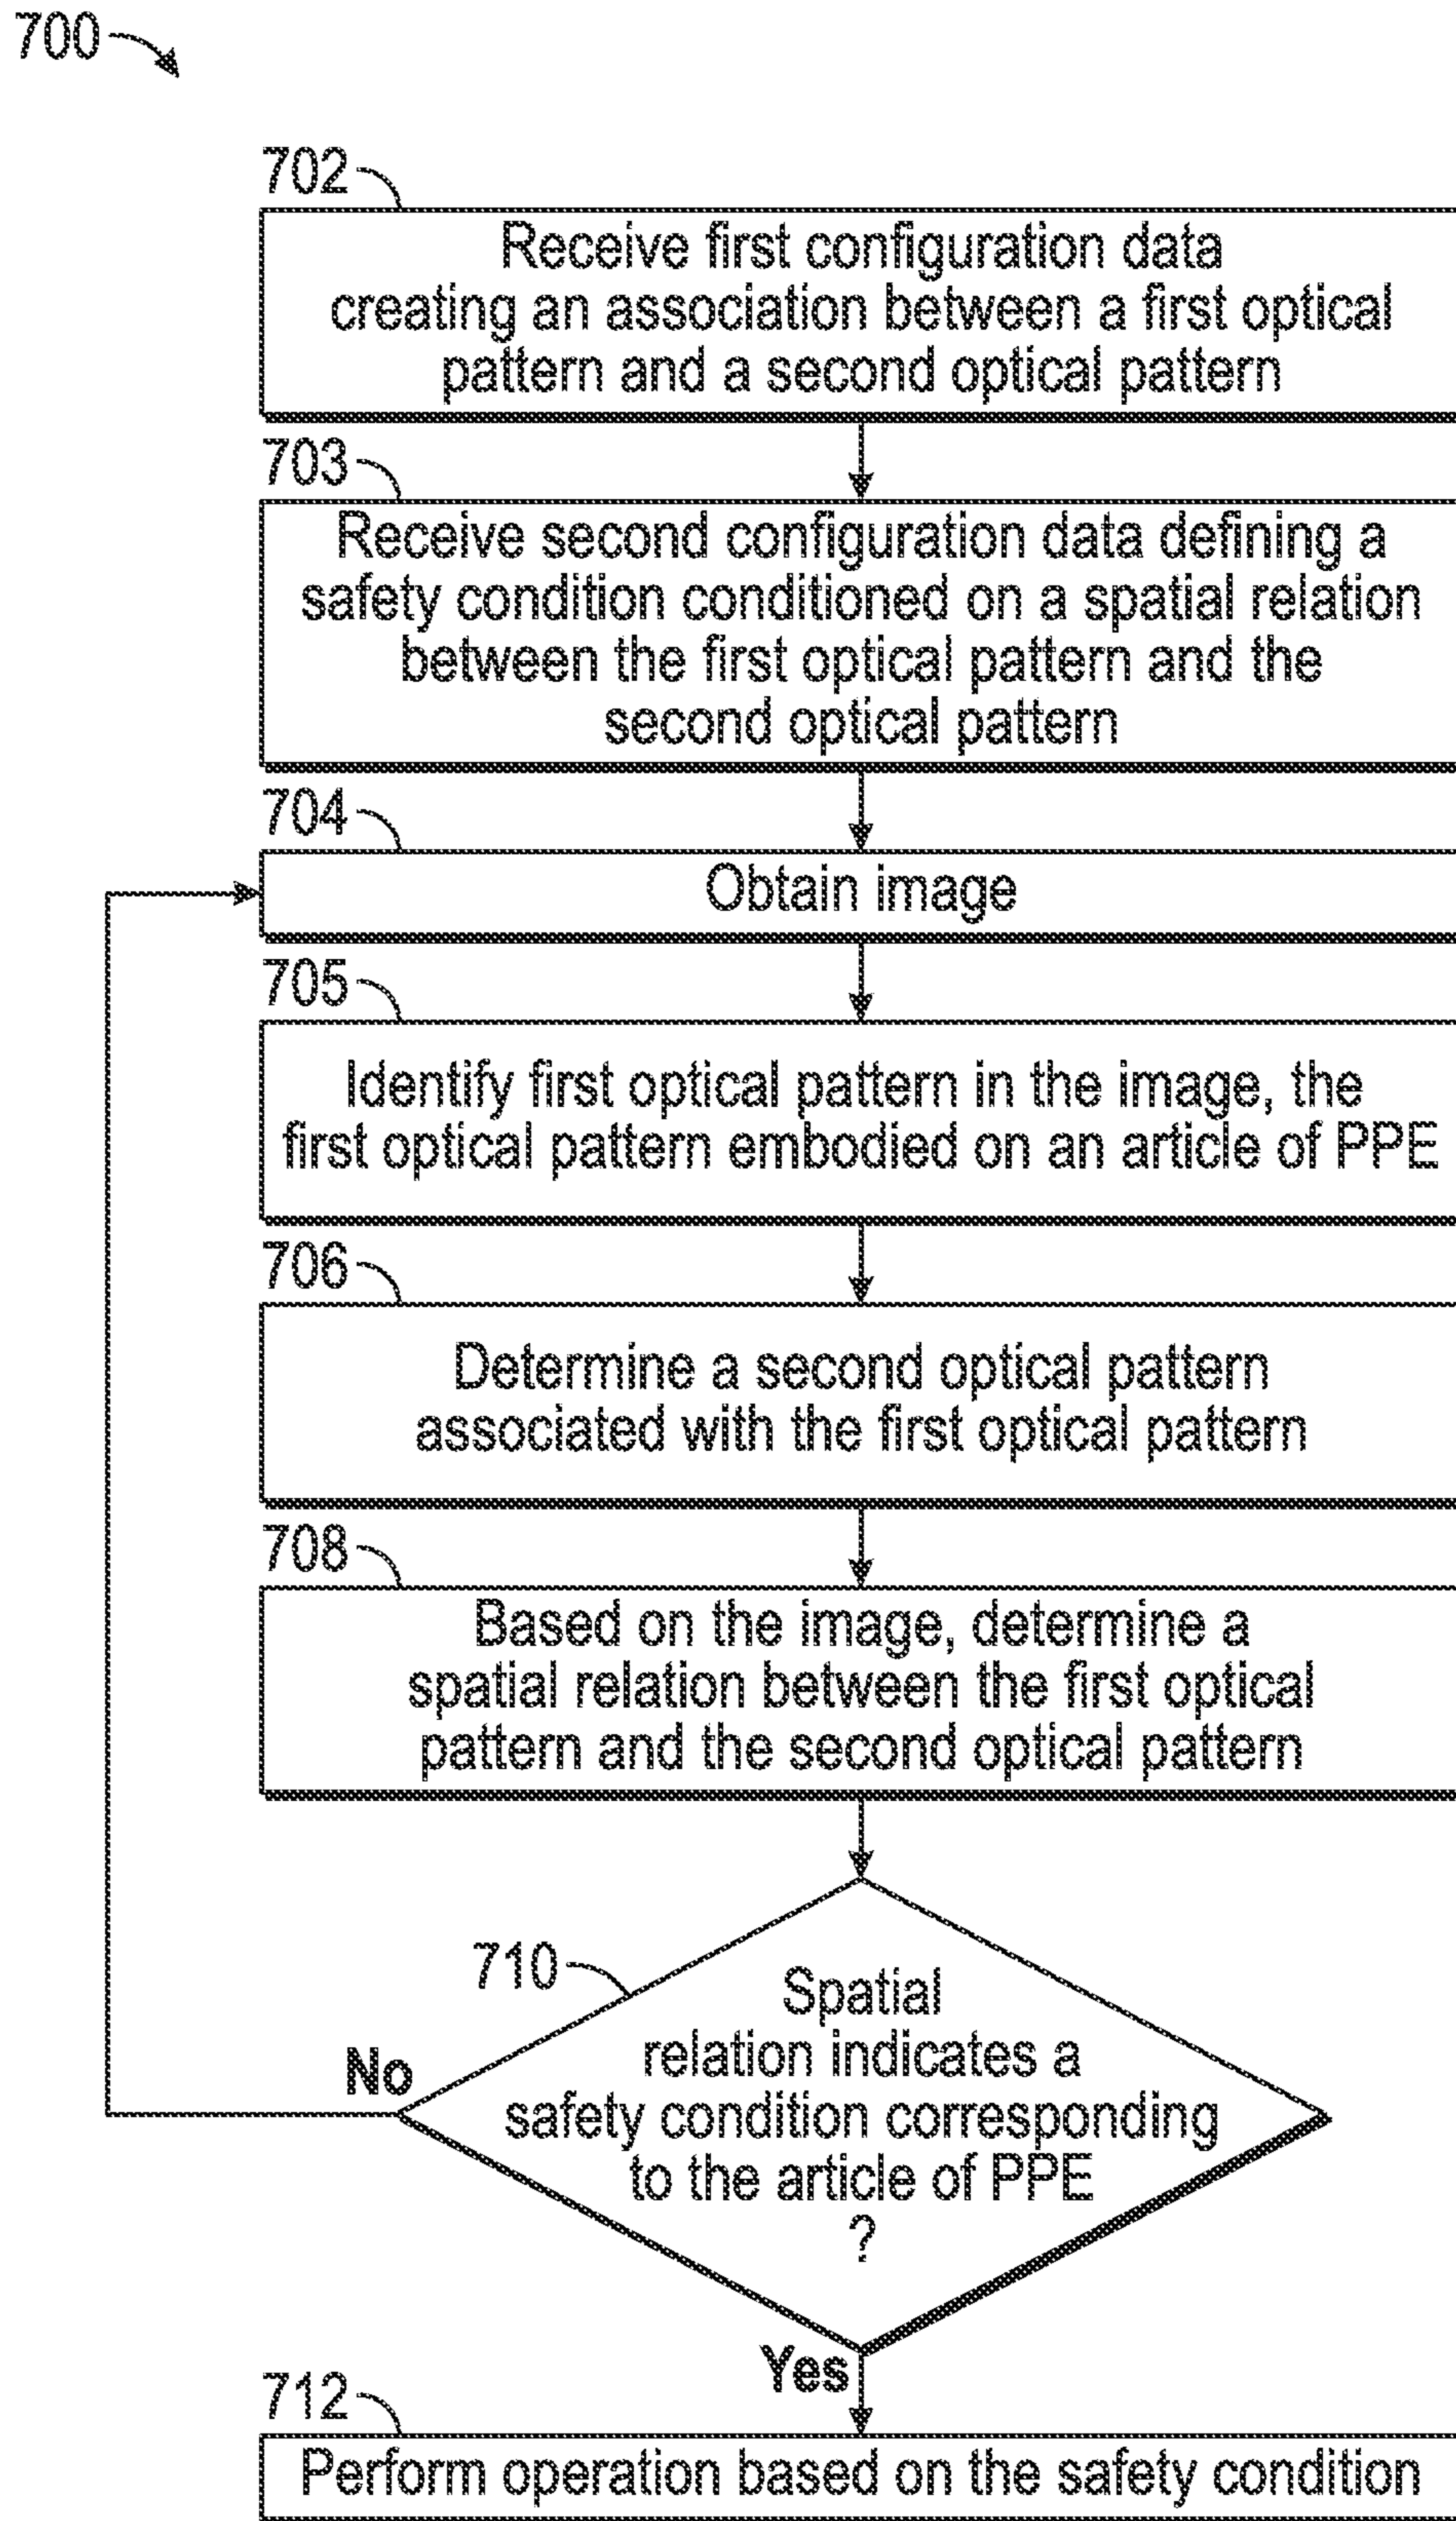 700
702
Receive first configuration data
creating an association between a first optical
pattern and a second optical pattern
703
Receive second configuration data defining a
safety condition conditioned on a spatial relation
between the first optical pattern and the
second optical pattern
704
Obtain image
705
Identify first optical pattern in the image, the
first optical pattern embodied on an article of PPE
706
Determine a second optical pattern
associated with the first optical pattern
708
Based on the image, determine a
spatial relation between the first optical
pattern and the second optical pattern
710
Spatial
relation indicates a
safety condition corresponding
to the article of PPE
?
No
Yes
712
Perform operation based on the safety condition